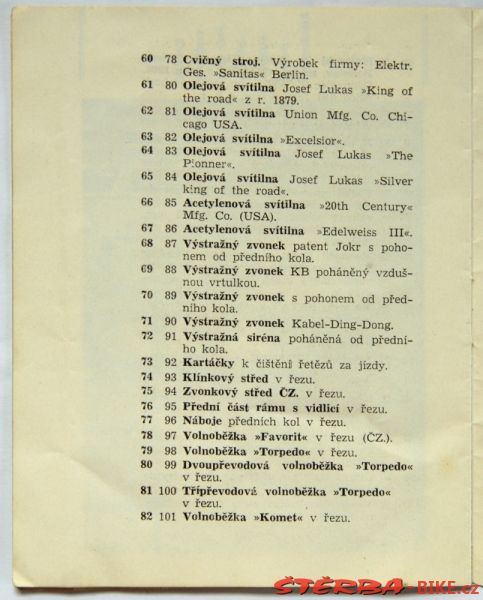 60 78 Cvičný stroj. Výrobek firmy: Elektr.
Ges. »Sanitas« Berlin.
61 80 Olejová svítilna Josef Lukas »King of
the road« z r. 1879.
62 81 Olejová svítilna Union Mfg. Co. Chi-
cago USA.
63 82 Olejová svítilna »Excelsior«.
64 83 Olejová svítilna Josef Lukas »The
Pionner«.
65 84 Olejová svítilna Josef Lukas »Silver
king of the road«.
66 85 Acetylenová svítilna »20th Century«
Mfg. Co. (USA).
67 86 Acetylenová svítilna »Edelweiss III«.
68 87 Výstražný zvonek patent Jokr s poho-
nem od předního kola.
69 88 Výstražný zvonek KB poháněný vzduš-
nou vrtulkou.
70 89 Výstražný zvonek s pohonem od před-
ního kola.
71 90 Výstražný zvonek Kabel-Ding-Dong.
72 91 Výstražná siréna poháněná od přední-
ho kola.
73 92 Kartáčky k čištění řetězů za jízdy.
74 93 Klínkový střed v řezu.
75 94 Zvonkový střed ČZ. v řezu.
76 95 Přední část rámu s vidlicí v řezu.
77 96 Náboje předních kol v řezu.
78 97 Volnoběžka »Favorit« v řezu (ČZ.).
79 98 Volnoběžka »Torpedo« v řezu.
80 99 Dvoupřevodová volnoběžka »Torpedo«
v řezu.
81 100 Třípřevodová volnoběžka »Torpedo«
v řezu.
82 101 Volnoběžka »Komet« v řezu.
ŠTĚRBA-BIKE.cz